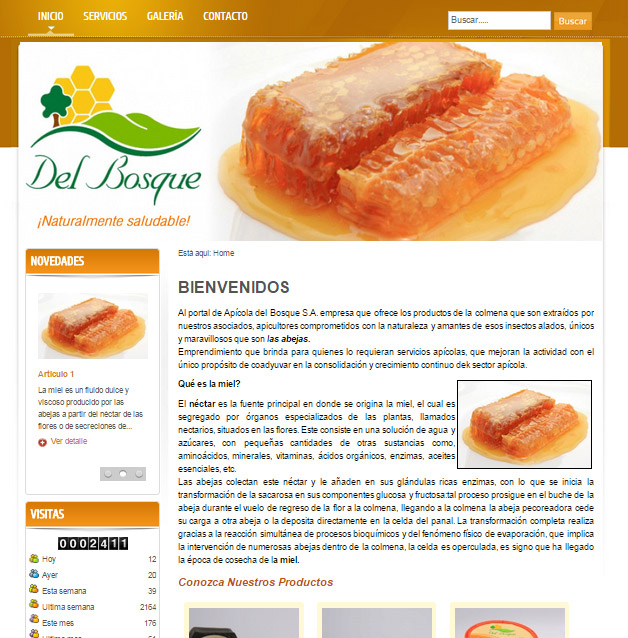 INICIO SERVICIOS GALERÍA CONTACTO
Buscar..... Buscar
Del Bosque
¡Naturalmente saludable!
NOVEDADES
Articulo 1
La miel es un fluido dulce y
viscoso producido por las
abejas a partir del néctar de las
flores o de secreciones de...
Ver detalle
VISITAS
0002411
Hoy 12
Ayer 20
Esta semana 39
Ultima semana 2164
Este mes 176
Está aquí: Home
BIENVENIDOS
Al portal de Apícola del Bosque S.A. empresa que ofrece los productos de la colmena que son extraídos por
nuestros asociados, apicultores comprometidos con la naturaleza y amantes de esos insectos alados, únicos
y maravillosos que son las abejas.
Emprendimiento que brinda para quienes lo requieran servicios apícolas, que mejoran la actividad con el
único propósito de coadyuvar en la consolidación y crecimiento continuo dek sector apícola.
Qué es la miel?
El néctar es la fuente principal en donde se origina la miel, el cual es
segregado por órganos especializados de las plantas, llamados
nectarios, situados en las flores. Este consiste en una solución de agua y
azúcares, con pequeñas cantidades de otras sustancias como,
aminoácidos, minerales, vitaminas, ácidos orgánicos, enzimas, aceites
esenciales, etc.
Las abejas colectan este néctar y le añaden en sus glándulas ricas enzimas, con lo que se inicia la
transformación de la sacarosa en sus componentes glucosa y fructosa:tal proceso prosigue en el buche de la
abeja durante el vuelo de regreso de la flor a la colmena, llegando a la colmena la abeja pecoreadora cede
su carga a otra abeja o la deposita directamente en la celda del panal. La transformación completa realiza
gracias a la reacción simultánea de procesos bioquímicos y del fenómeno físico de evaporación, que implica
la intervención de numerosas abejas dentro de la colmena, la celda es operculada, es signo que ha llegado
la época de cosecha de la miel.
Conozca Nuestros Productos